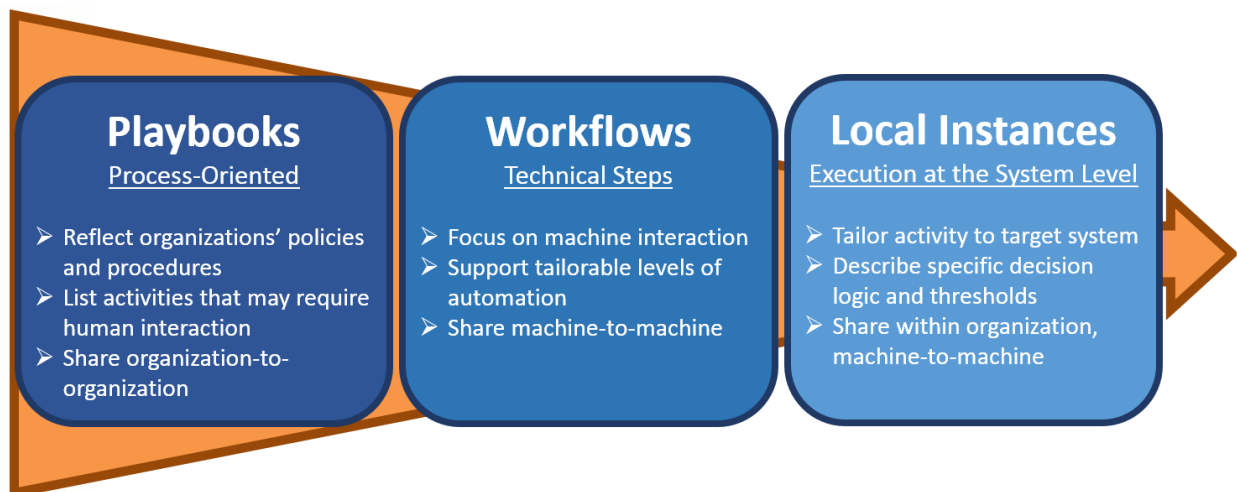 Playbooks
Process-Oriented
➢ Reflect organizations’ policies
and procedures
➢ List activities that may require
human interaction
➢ Share organization-to-
organization
Workflows
Technical Steps
➢ Focus on machine interaction
➢ Support tailorable levels of
automation
➢ Share machine-to-machine
Local Instances
Execution at the System Level
➢ Tailor activity to target system
➢ Describe specific decision
logic and thresholds
➢ Share within organization,
machine-to-machine